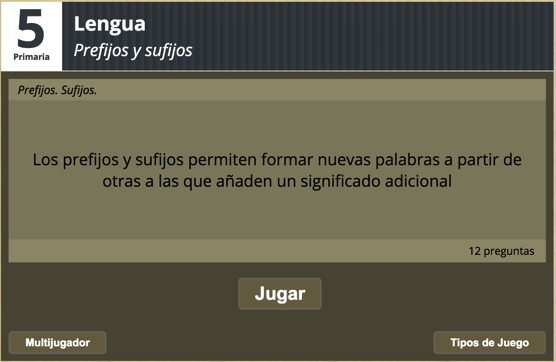 5
Primaria
Lengua
Prefijos y sufijos
Prefijos. Sufijos.
Los prefijos y sufijos permiten formar nuevas palabras a partir de
otras a las que añaden un significado adicional
12 preguntas
Jugar
Multijugador
Tipos de Juego